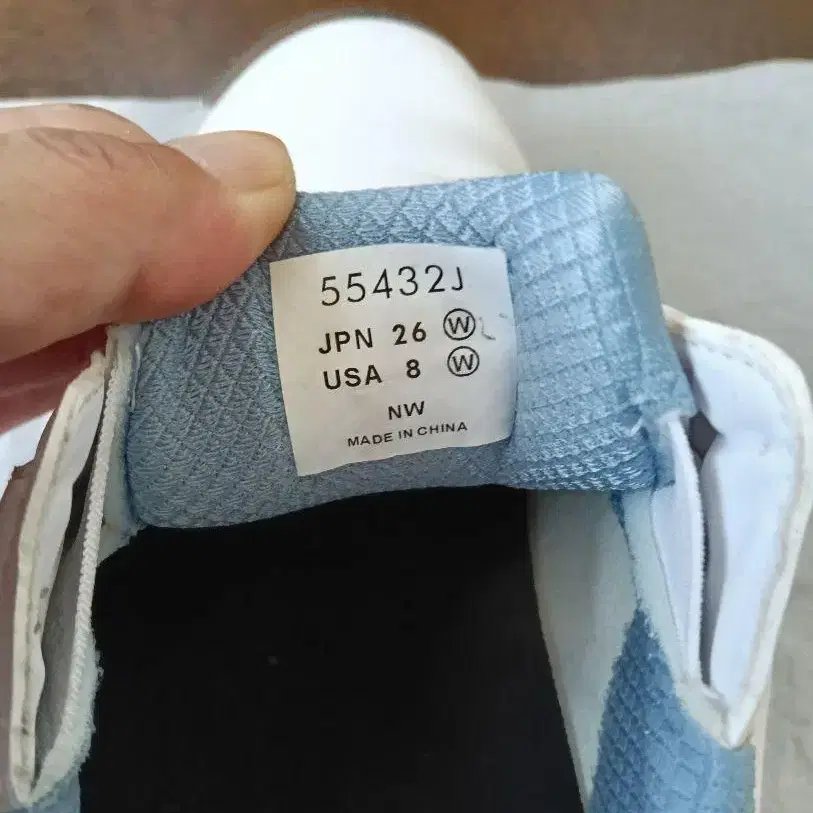 55432J
JPN 26 Ⓦ
USA 8 Ⓦ
NW
MADE IN CHINA